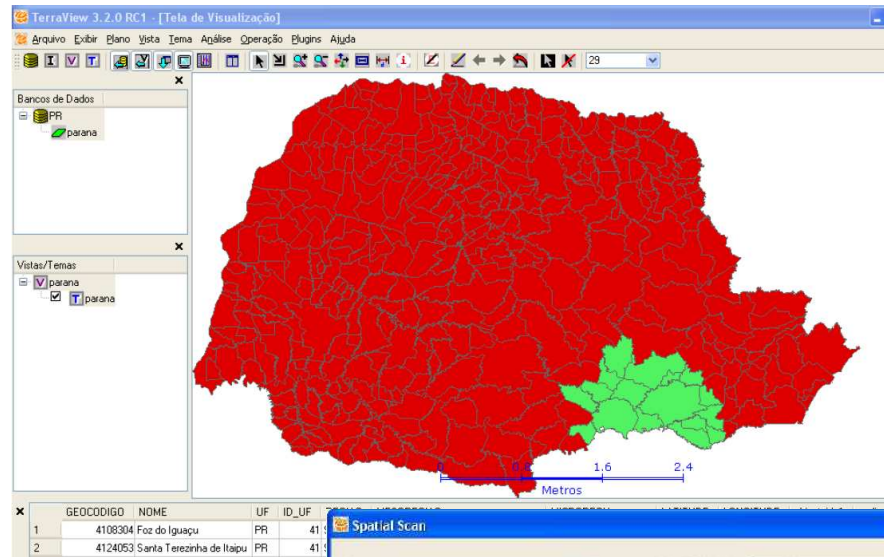 TerraView 3.2.0 RC1 - [Tela de Visualização]
Arquivo Exibir Plano Vista Tema Análise Operação Plugins Ajuda
I V T 29
Bancos de Dados
PR
parana
Vistas/Temas
V parana
T parana
0 0.8 1.6 2.4
Metros
GEOCODIGO NOME UF ID_UF
1 4108304 Foz do Iguaçu PR 41
2 4124053 Santa Terezinha de Itaipu PR 41
Spatial Scan